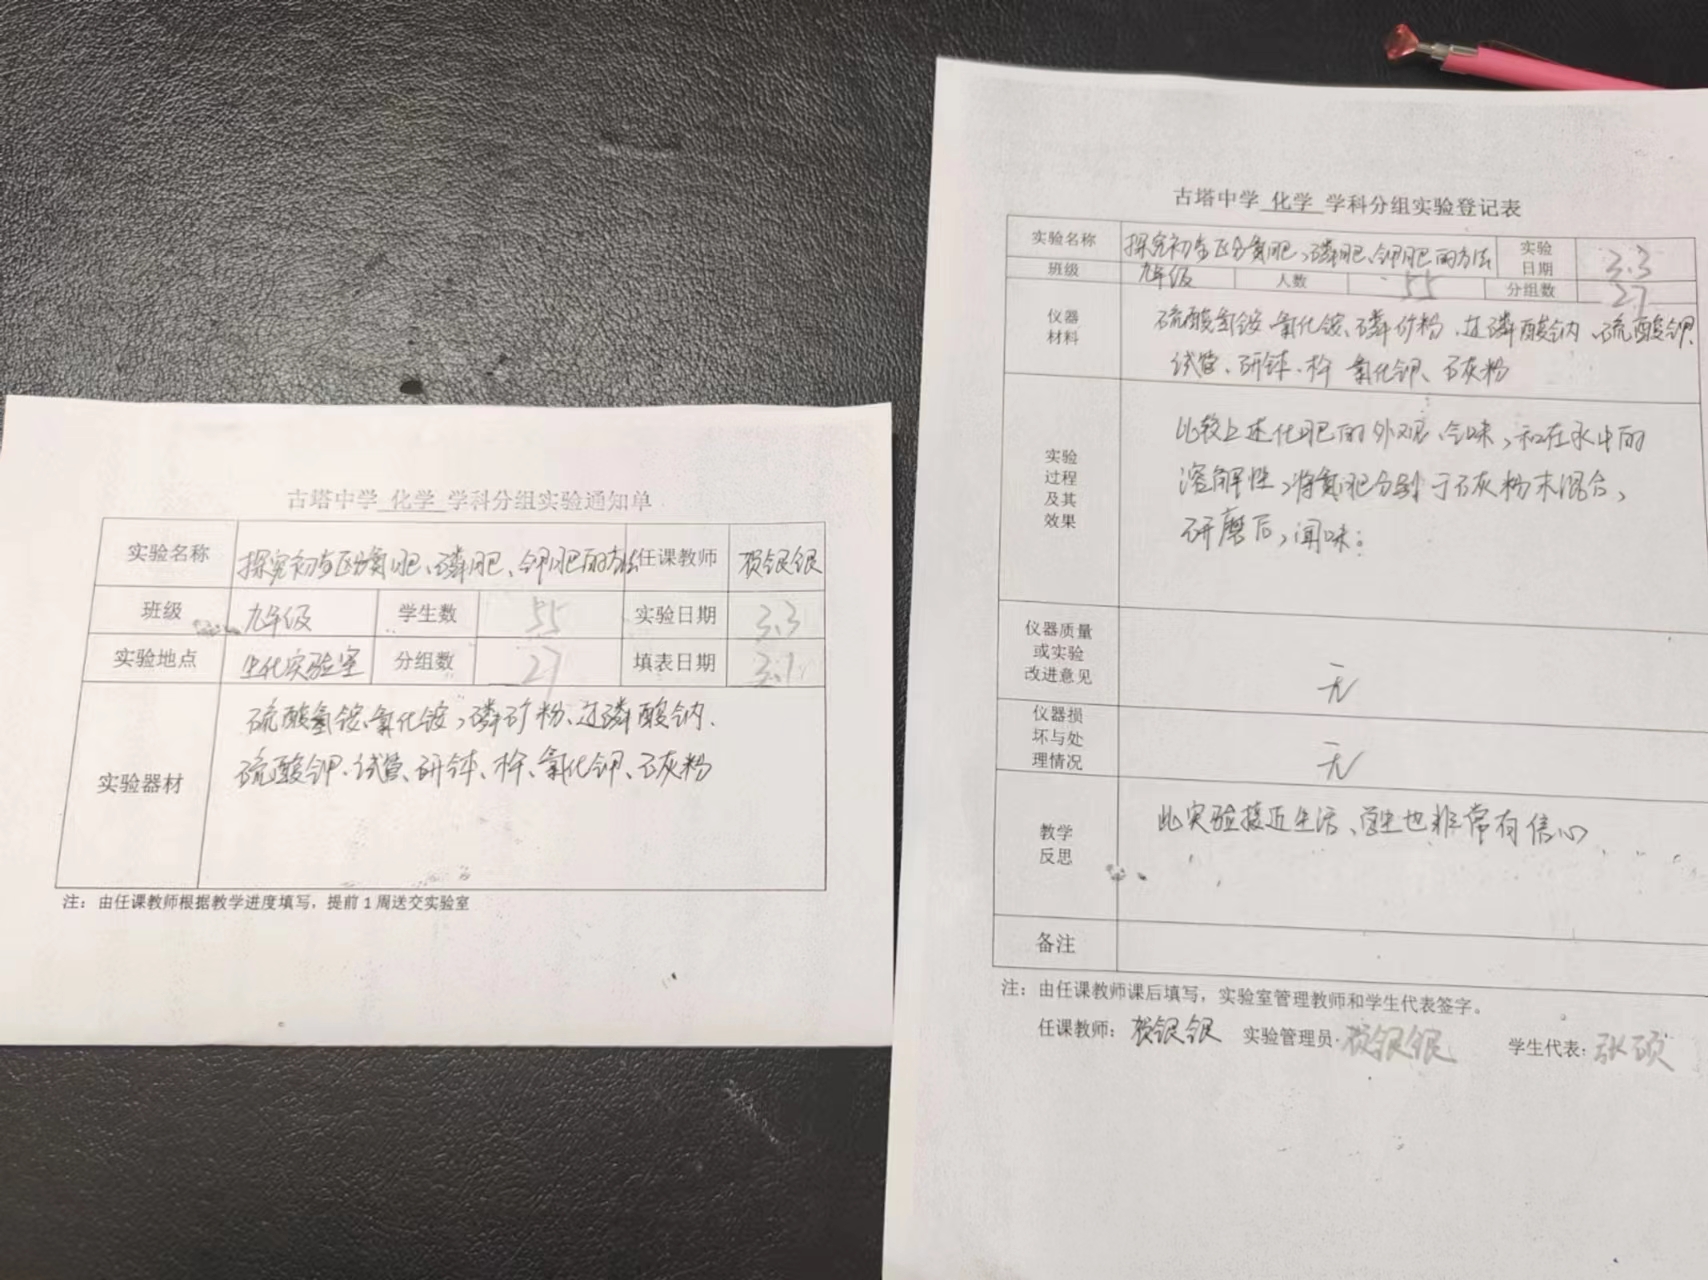 古塔中学 化学 学科分组实验通知单
实验名称 探究初步区分氮肥、磷肥、钾肥的方法 任课教师 贺银银
班级 九年级 学生数 55 实验日期 3.3
实验地点 生化实验室 分组数 27 填表日期 3.1
实验器材
硫酸氢铵、氯化铵、磷矿粉、过磷酸钠、
硫酸钾、试管、研钵、杵、氯化钾、石灰粉
注：由任课教师根据教学进度填写，提前1周送交实验室
古塔中学 化学 学科分组实验登记表
实验名称 探究初步区分氮肥、磷肥、钾肥的方法 实验日期 3.3
班级 九年级 人数 55 分组数 27
仪器材料
硫酸氢铵、氯化铵、磷矿粉、过磷酸钠、硫酸钾、
试管、研钵、杵 氯化钾、石灰粉
实验过程及其效果
比较上述化肥的外观、气味，和在水中的
溶解性，将氮肥分别于石灰粉末混合，
研磨后，闻味。
仪器质量或实验改进意见 无
仪器损坏与处理情况 无
教学反思 此实验接近生活、学生也非常有信心
备注
注：由任课教师课后填写，实验室管理教师和学生代表签字。
任课教师：贺银银 实验管理员：贺银银 学生代表：张硕